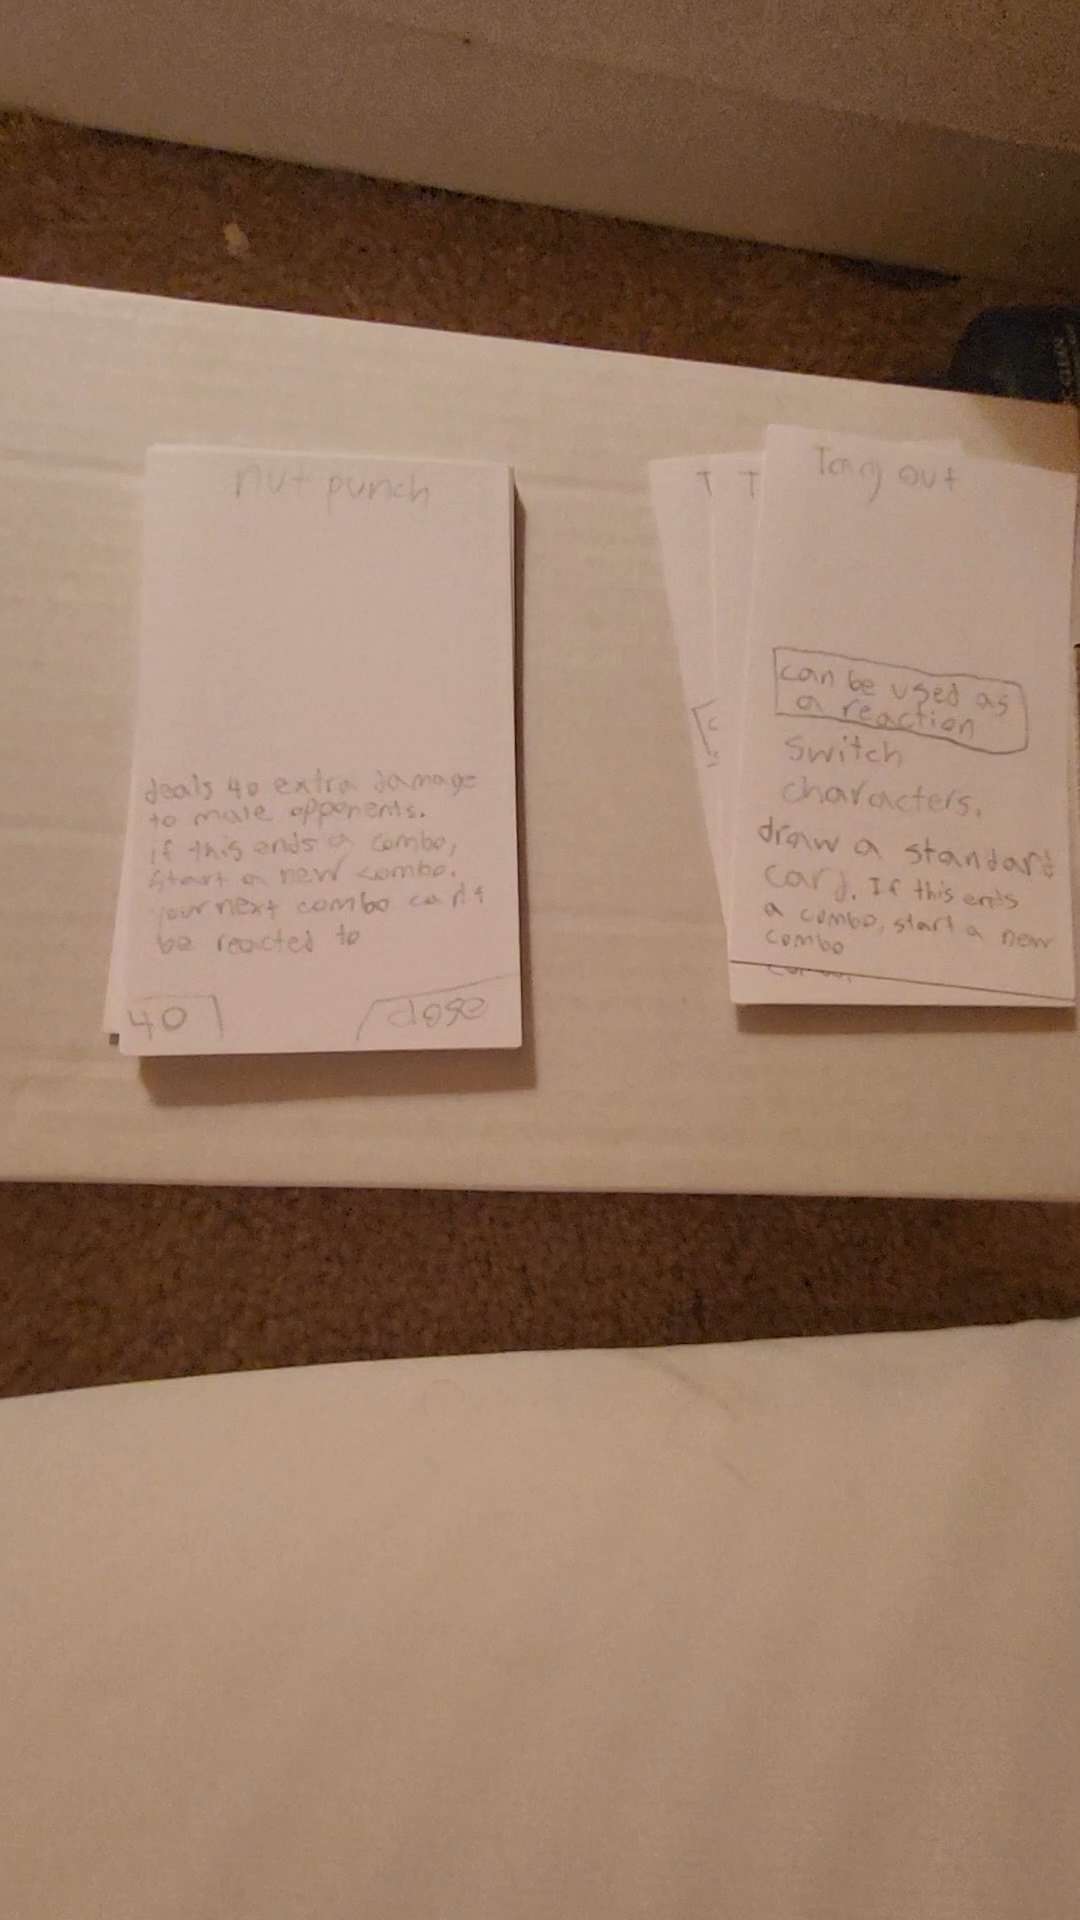 nut punch
deals 40 extra damage
to male opponents.
if this ends a combo,
start a new combo.
your next combo
be reacted to
40
close
T
T
Tag out
can be used as
a reaction
switch
characters.
draw a standard
card. If this ends
a combo, start a new
combo